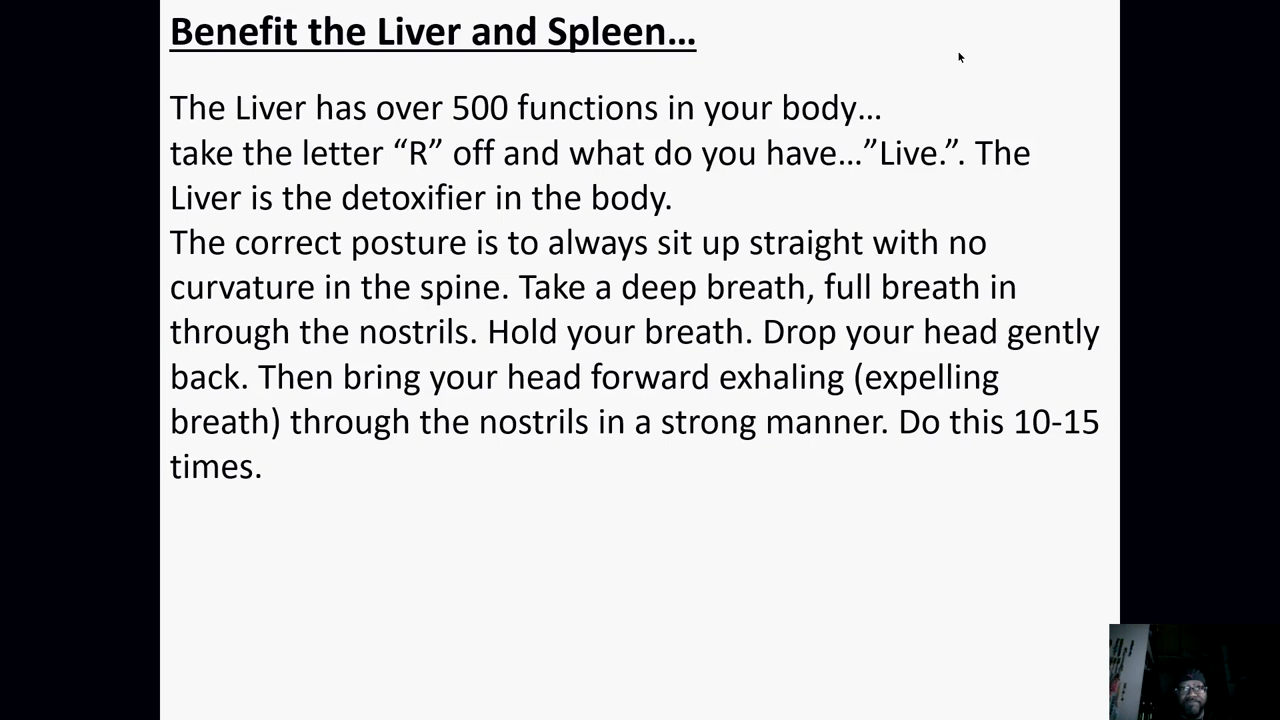 Benefit the Liver and Spleen…
The Liver has over 500 functions in your body…
take the letter “R” off and what do you have…”Live.”. The
Liver is the detoxifier in the body.
The correct posture is to always sit up straight with no
curvature in the spine. Take a deep breath, full breath in
through the nostrils. Hold your breath. Drop your head gently
back. Then bring your head forward exhaling (expelling
breath) through the nostrils in a strong manner. Do this 10-15
times.